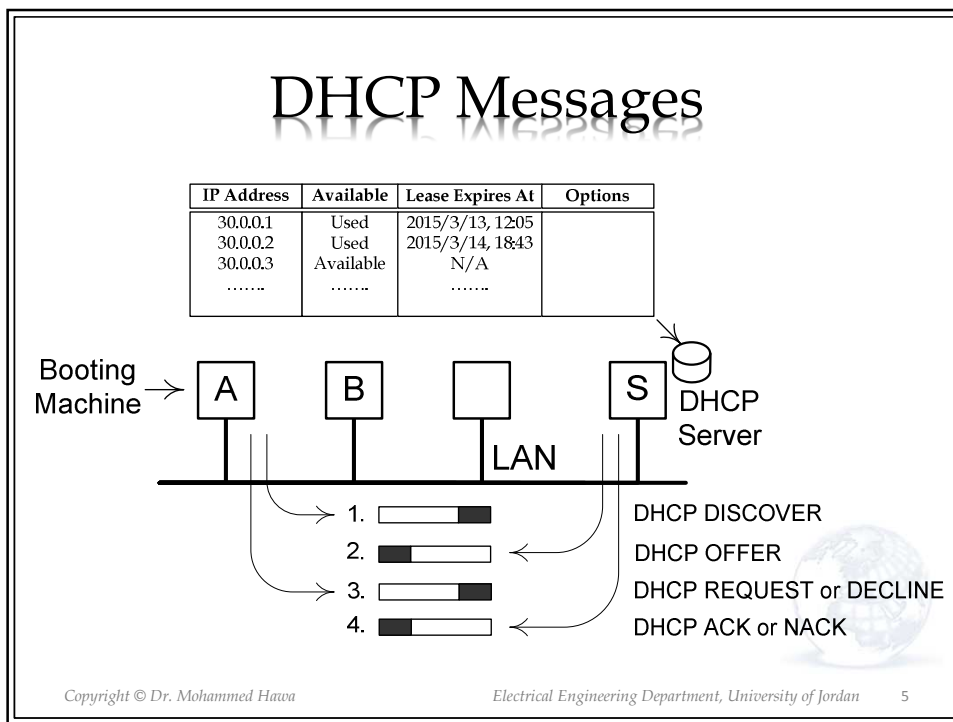 DHCP Messages
IP Address Available Lease Expires At Options
30.0.0.1 Used 2015/3/13, 12:05
30.0.0.2 Used 2015/3/14, 18:43
30.0.0.3 Available N/A
……. ……. …….
Booting
Machine
A
B
S
DHCP
Server
LAN
1. DHCP DISCOVER
2. DHCP OFFER
3. DHCP REQUEST or DECLINE
4. DHCP ACK or NACK
Copyright © Dr. Mohammed Hawa Electrical Engineering Department, University of Jordan 5